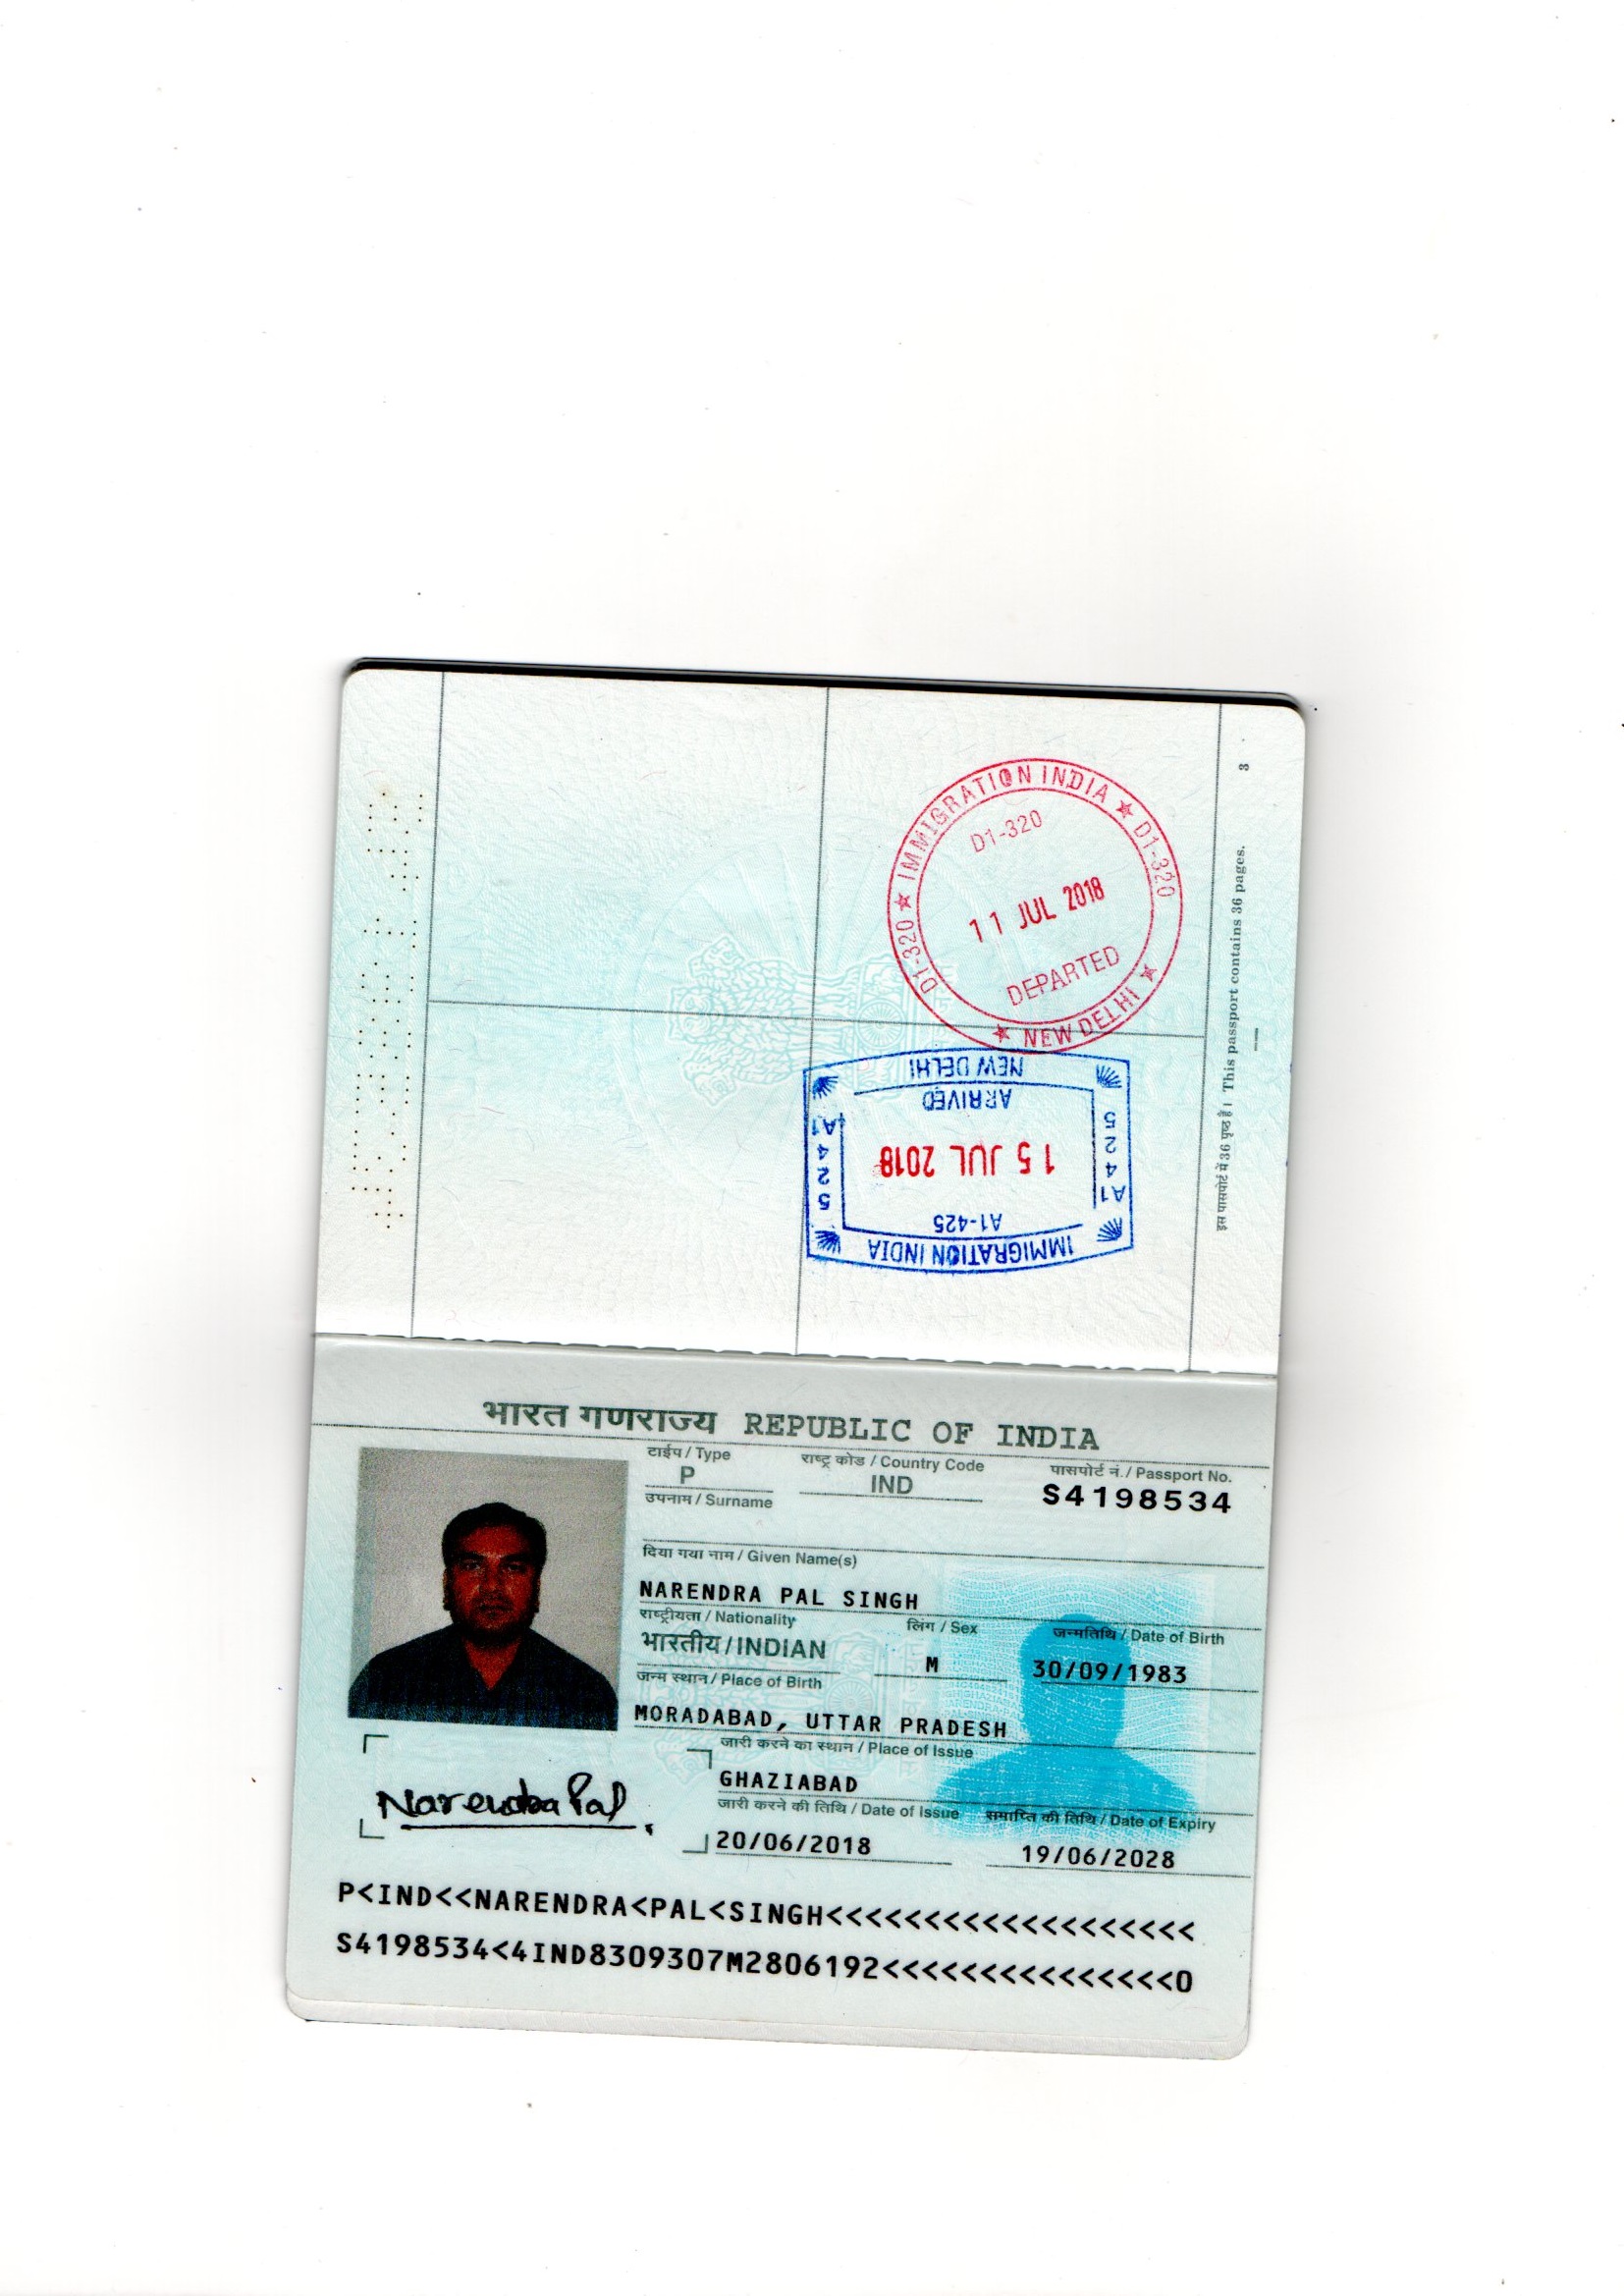 3
इस पासपोर्ट में 36 पृष्ठ हैं। This passport contains 36 pages.
★ IMMIGRATION INDIA ★
D1-320
D1-320
D1-320
11 JUL 2018
DEPARTED
★ NEW DELHI ★
NEW DELHI
ARRIVED
15 JUL 2018
A1-425
IMMIGRATION INDIA
A1 425
A1 425
भारत गणराज्य REPUBLIC OF INDIA
टाईप / Type राष्ट्र कोड / Country Code पासपोर्ट नं. / Passport No.
P IND S4198534
उपनाम / Surname
दिया गया नाम / Given Name(s)
NARENDRA PAL SINGH
राष्ट्रीयता / Nationality लिंग / Sex जन्मतिथि / Date of Birth
भारतीय / INDIAN M 30/09/1983
जन्म स्थान / Place of Birth
MORADABAD, UTTAR PRADESH
जारी करने का स्थान / Place of Issue
GHAZIABAD
जारी करने की तिथि / Date of Issue समाप्ति की तिथि / Date of Expiry
20/06/2018 19/06/2028
Narendra Pal
P<IND<<NARENDRA<PAL<SINGH<<<<<<<<<<<<<<<<<<<
S4198534<4IND8309307M2806192<<<<<<<<<<<<<<<0